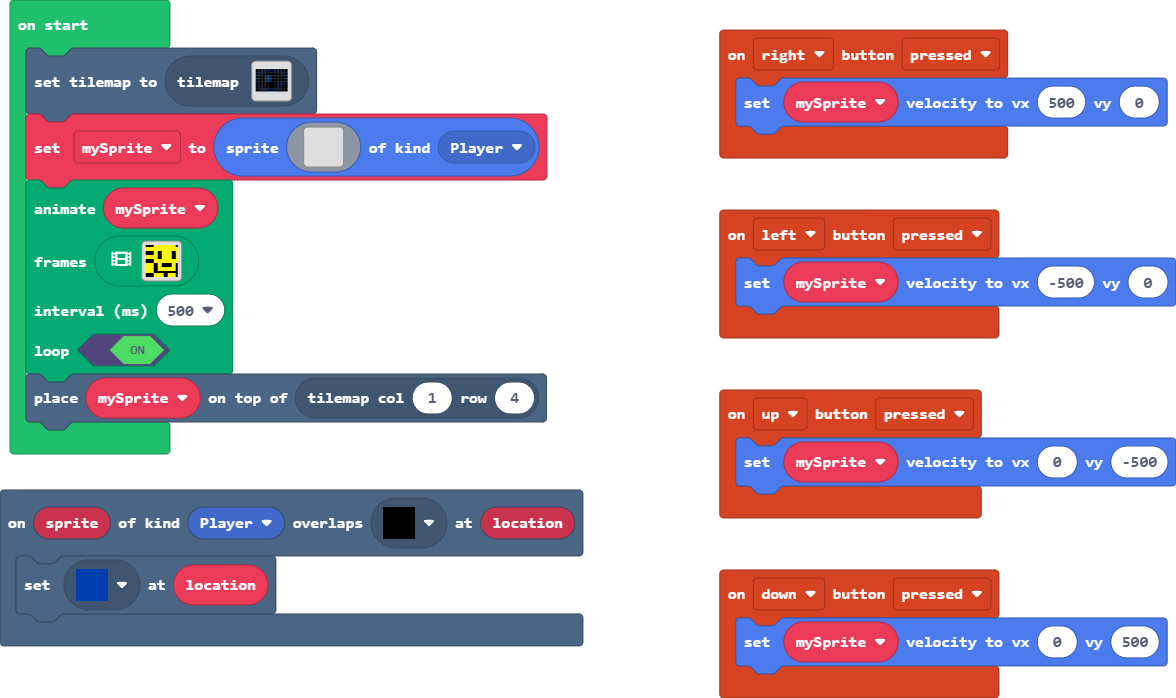 on start
set tilemap to tilemap
set mySprite to sprite of kind Player
animate mySprite
frames
interval (ms) 500
loop ON
place mySprite on top of tilemap col 1 row 4
on sprite of kind Player overlaps at location
set at location
on right button pressed
set mySprite velocity to vx 500 vy 0
on left button pressed
set mySprite velocity to vx -500 vy 0
on up button pressed
set mySprite velocity to vx 0 vy -500
on down button pressed
set mySprite velocity to vx 0 vy 500